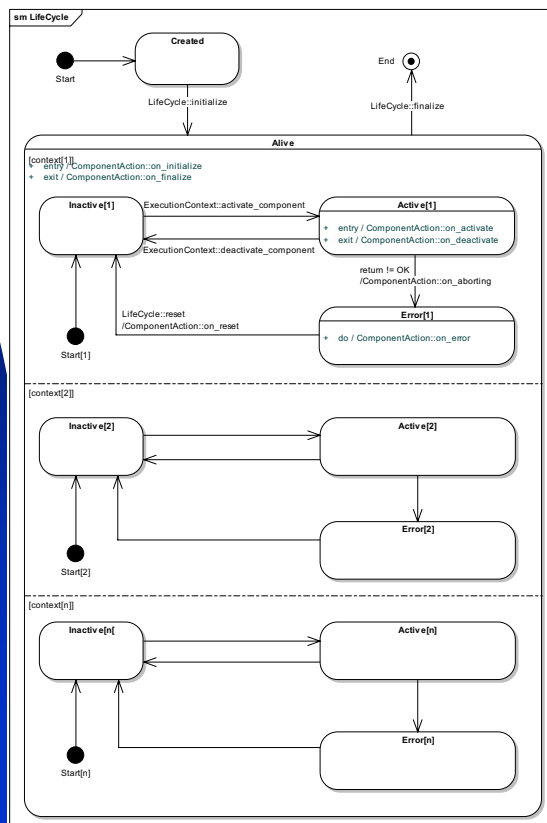 sm LifeCycle
Created
Start
End
LifeCycle::initialize
LifeCycle::finalize
Alive
[context[1]]
+ entry / ComponentAction::on_initialize
+ exit / ComponentAction::on_finalize
Inactive[1]
ExecutionContext::activate_component
Active[1]
+ entry / ComponentAction::on_activate
+ exit / ComponentAction::on_deactivate
ExecutionContext::deactivate_component
return != OK
/ComponentAction::on_aborting
LifeCycle::reset
/ComponentAction::on_reset
Error[1]
+ do / ComponentAction::on_error
Start[1]
[context[2]]
Inactive[2]
Active[2]
Error[2]
Start[2]
[context[n]]
Inactive[n[
Active[n]
Error[n]
Start[n]